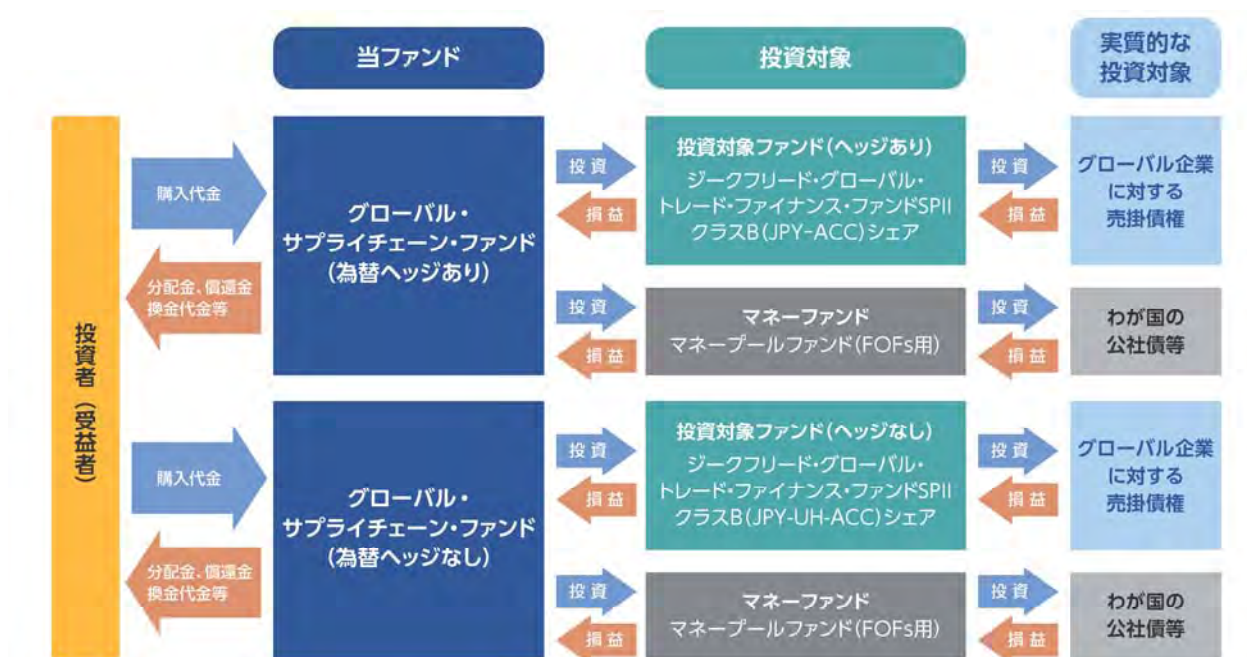 当ファンド
投資対象
実質的な
投資対象
投資者（受益者）
購入代金
分配金、償還金
換金代金等
グローバル・
サプライチェーン・ファンド
(為替ヘッジあり)
投資
損益
投資対象ファンド(ヘッジあり)
ジークフリード・グローバル・
トレード・ファイナンス・ファンドSPII
クラスB(JPY-ACC)シェア
投資
損益
グローバル企業
に対する
売掛債権
投資
損益
マネーファンド
マネープールファンド(FOFs用)
投資
損益
わが国の
公社債等
購入代金
分配金、償還金
換金代金等
グローバル・
サプライチェーン・ファンド
(為替ヘッジなし)
投資
損益
投資対象ファンド(ヘッジなし)
ジークフリード・グローバル・
トレード・ファイナンス・ファンドSPII
クラスB(JPY-UH-ACC)シェア
投資
損益
グローバル企業
に対する
売掛債権
投資
損益
マネーファンド
マネープールファンド(FOFs用)
投資
損益
わが国の
公社債等